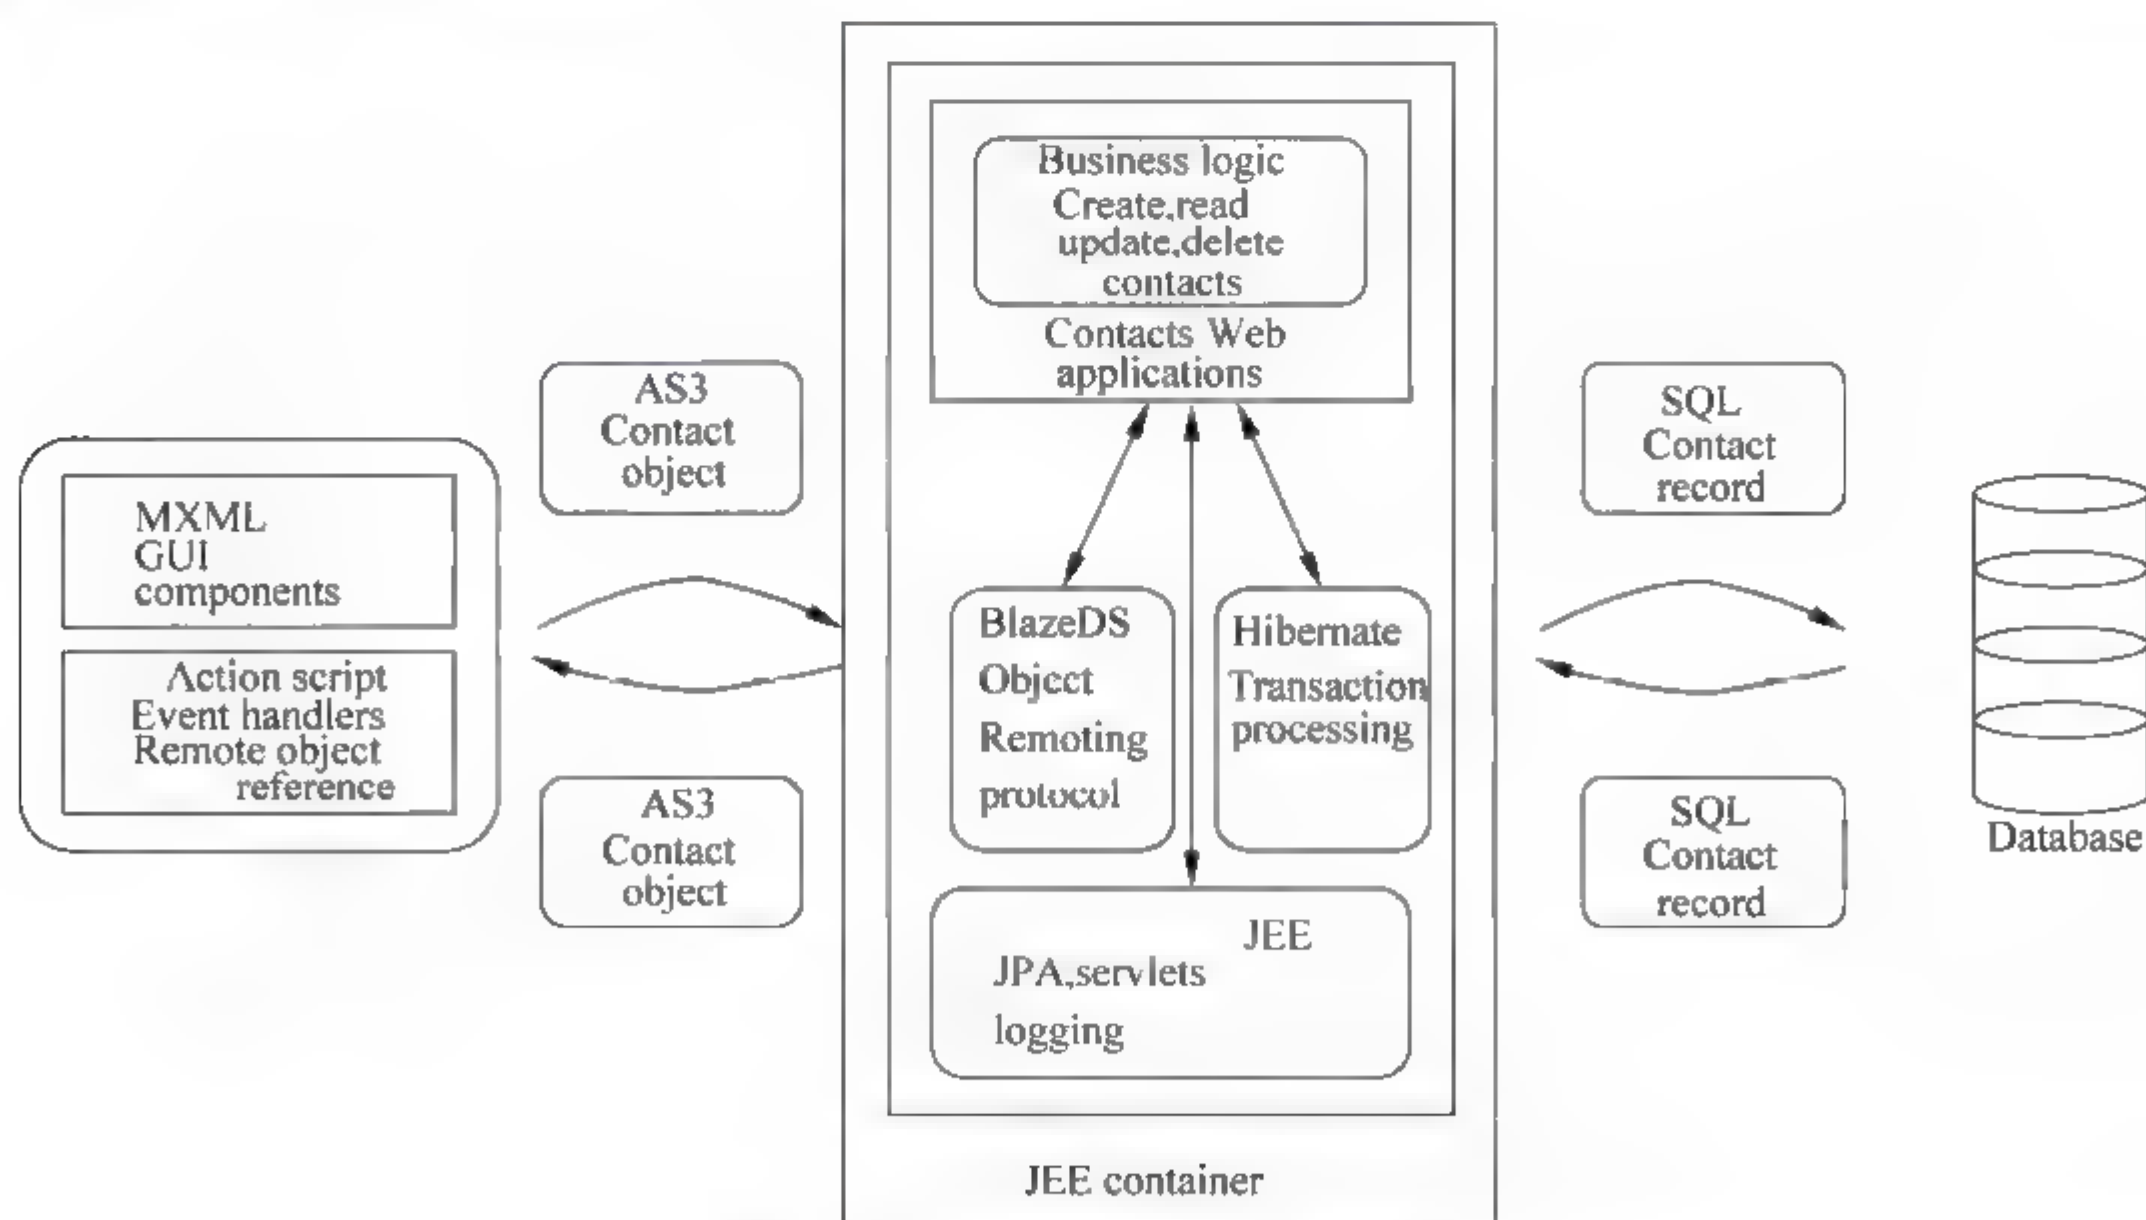 MXML
GUI
components
Action script
Event handlers
Remote object
reference
AS3
Contact
object
AS3
Contact
object
Business logic
Create,read
update,delete
contacts
Contacts Web
applications
BlazeDS
Object
Remoting
protocol
Hibernate
Transaction
processing
JEE
JPA,servlets
logging
JEE container
SQL
Contact
record
SQL
Contact
record
Database